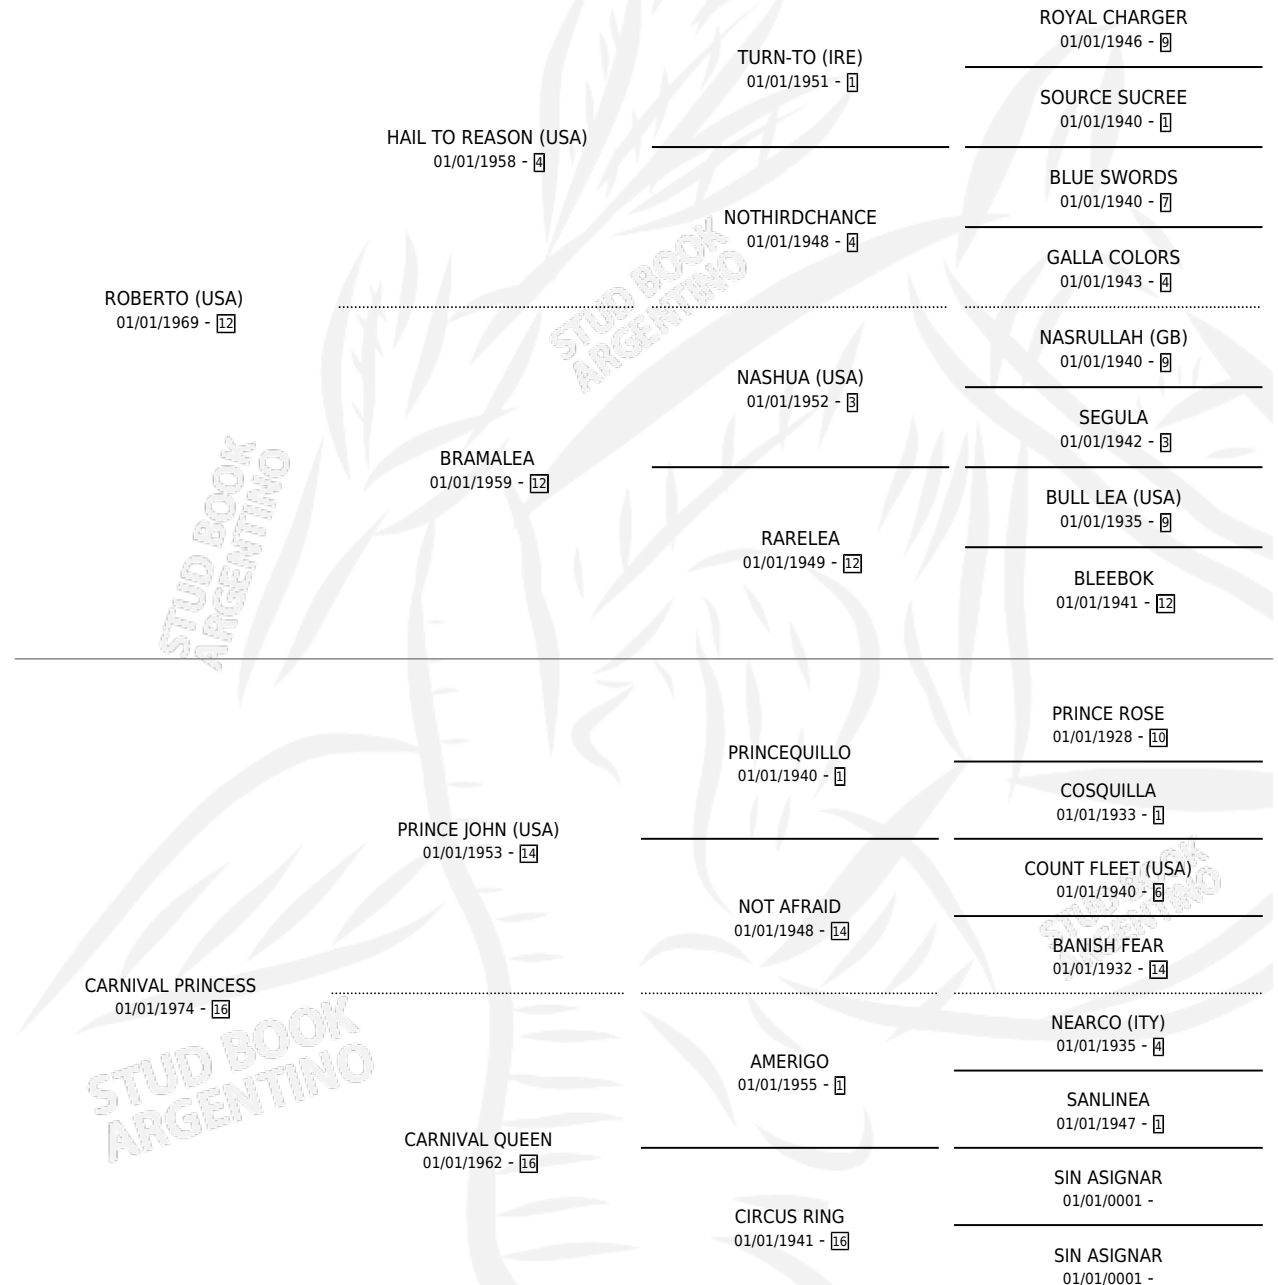 ROYAL CHARGER
01/01/1946 - 9
TURN-TO (IRE)
01/01/1951 - 1
SOURCE SUCREE
01/01/1940 - 1
HAIL TO REASON (USA)
01/01/1958 - 4
BLUE SWORDS
01/01/1940 - 7
NOTHIRDCHANCE
01/01/1948 - 4
GALLA COLORS
01/01/1943 - 4
ROBERTO (USA)
01/01/1969 - 12
NASRULLAH (GB)
01/01/1940 - 9
NASHUA (USA)
01/01/1952 - 3
SEGULA
01/01/1942 - 3
BRAMALEA
01/01/1959 - 12
BULL LEA (USA)
01/01/1935 - 9
RARELEA
01/01/1949 - 12
BLEEBOK
01/01/1941 - 12
PRINCE ROSE
01/01/1928 - 10
PRINCEQUILLO
01/01/1940 - 1
COSQUILLA
01/01/1933 - 1
PRINCE JOHN (USA)
01/01/1953 - 14
COUNT FLEET (USA)
01/01/1940 - 6
NOT AFRAID
01/01/1948 - 14
BANISH FEAR
01/01/1932 - 14
CARNIVAL PRINCESS
01/01/1974 - 16
NEARCO (ITY)
01/01/1935 - 4
AMERIGO
01/01/1955 - 1
SANLINEA
01/01/1947 - 1
CARNIVAL QUEEN
01/01/1962 - 16
SIN ASIGNAR
01/01/0001 -
CIRCUS RING
01/01/1941 - 16
SIN ASIGNAR
01/01/0001 -
STUD BOOK
ARGENTINO
STUD BOOK
ARGENTINO
STUD BOOK
ARGENTINO
STUD BOOK
ARGENTINO